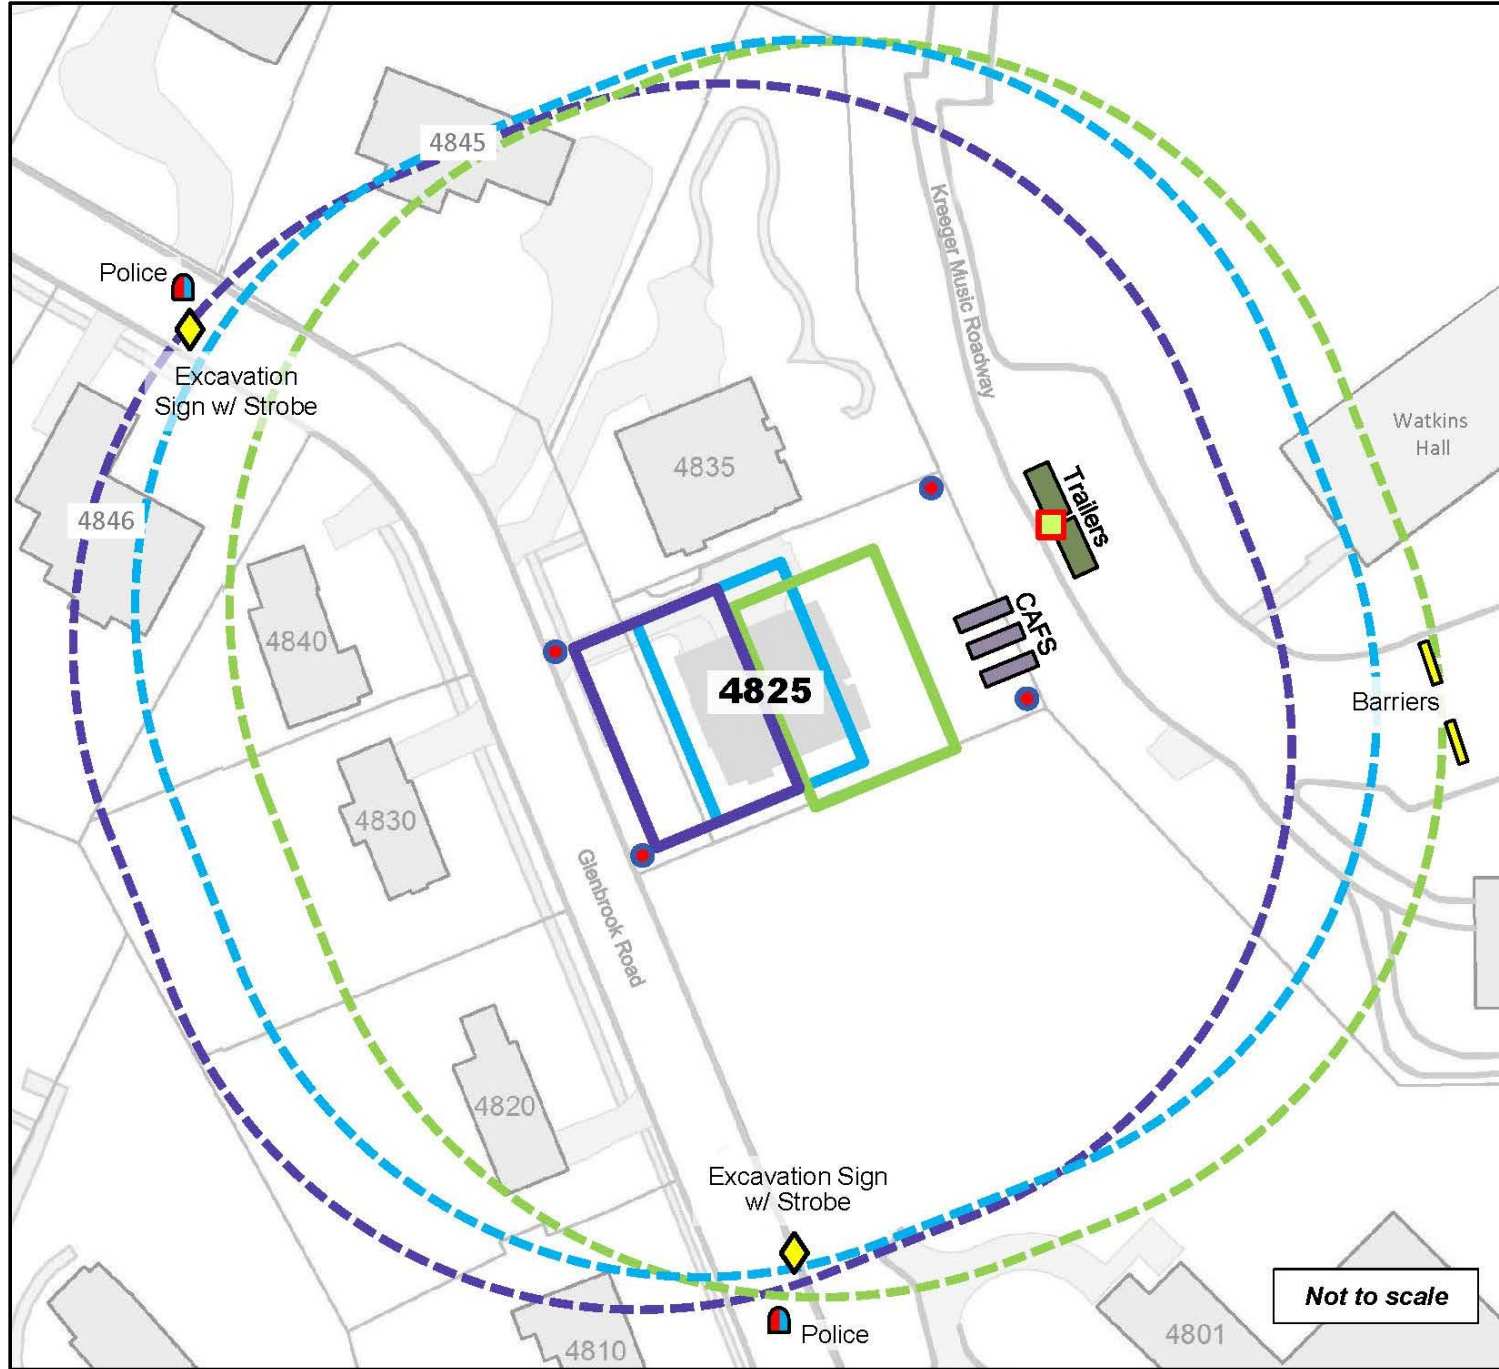 4845
Police
Excavation
Sign w/ Strobe
Kreeger Music Roadway
Watkins
Hall
4835
Trailers
4846
CAFS
4840
4825
Barriers
4830
Glenbrook Road
4820
Excavation Sign
w/ Strobe
Not to scale
Police
4801
4810